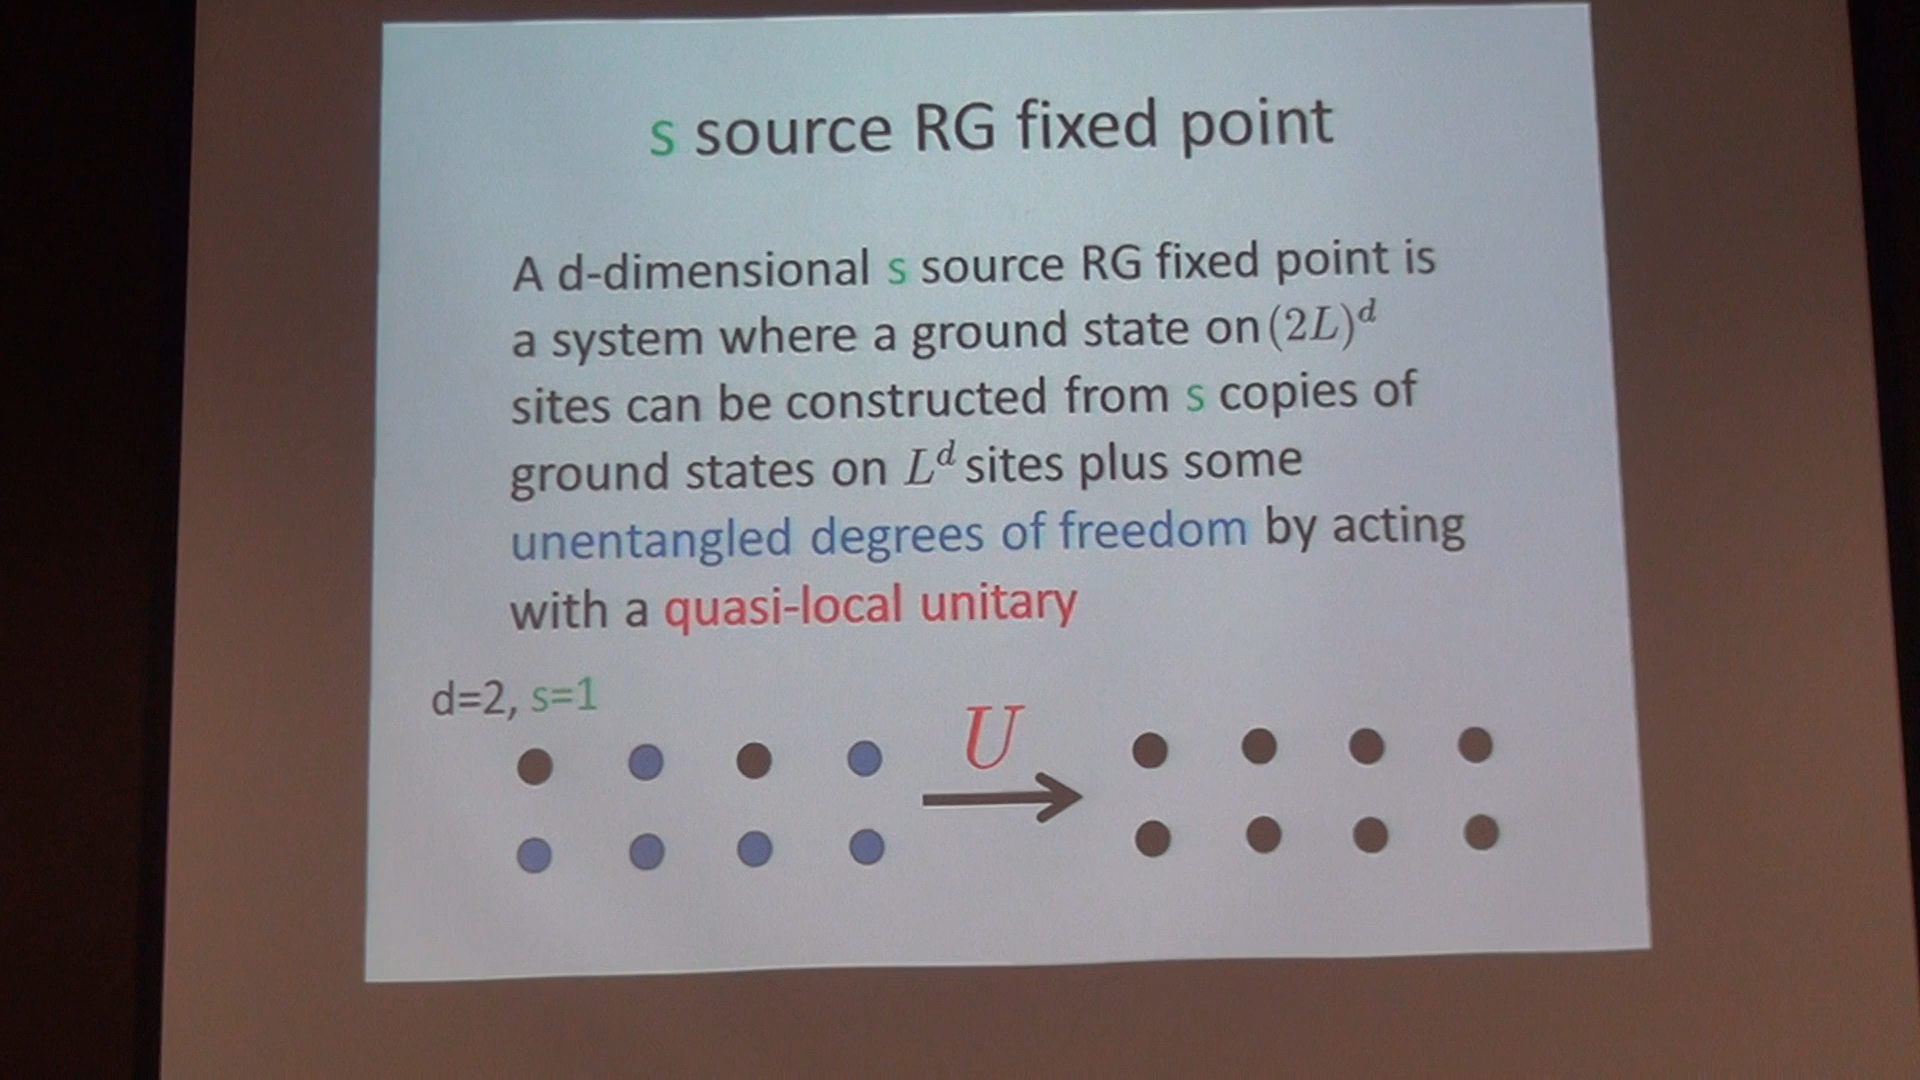 s source RG fixed point
A d-dimensional s source RG fixed point is
a system where a ground state on (2L)^d
sites can be constructed from s copies of
ground states on L^d sites plus some
unentangled degrees of freedom by acting
with a quasi-local unitary
d=2, s=1
U